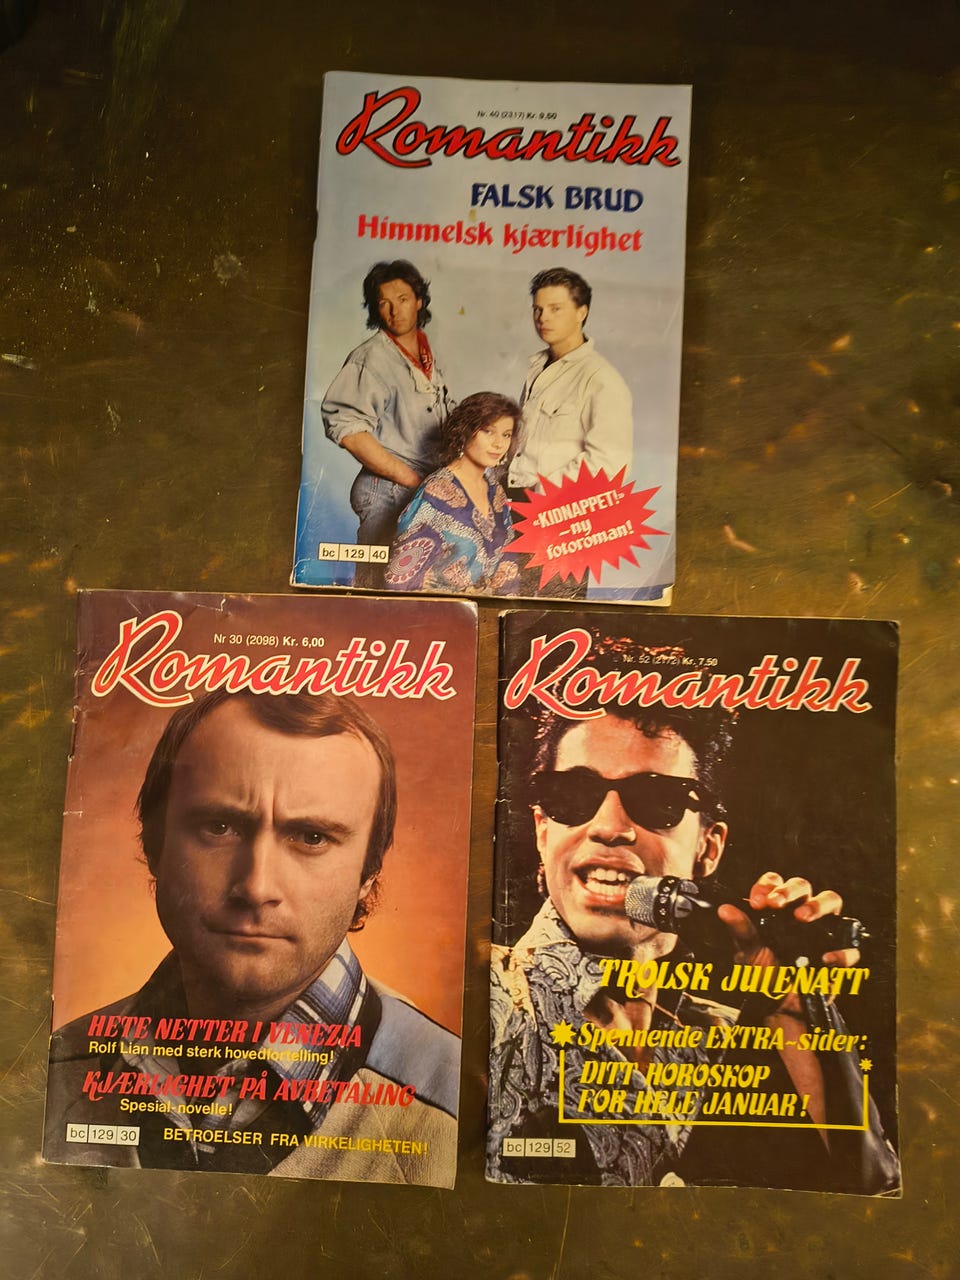 Nr. 40 (2317) Kr. 9,50
Romantikk
FALSK BRUD
Himmelsk kjærlighet
«KIDNAPPET!»
–ny
fotoroman!
bc 129 40
Nr 30 (2098) Kr. 6,00
Romantikk
HETE NETTER I VENEZIA
Rolf Lian med sterk hovedfortelling!
KJÆRLIGHET PÅ AVBETALING
Spesial-novelle!
bc 129 30
BETROELSER FRA VIRKELIGHETEN!
Nr. 52 (2172) Kr. 7.50
Romantikk
TROLSK JULENATT
Spennende EXTRA-sider:
DITT HOROSKOP
FOR HELE JANUAR!
bc 129 52